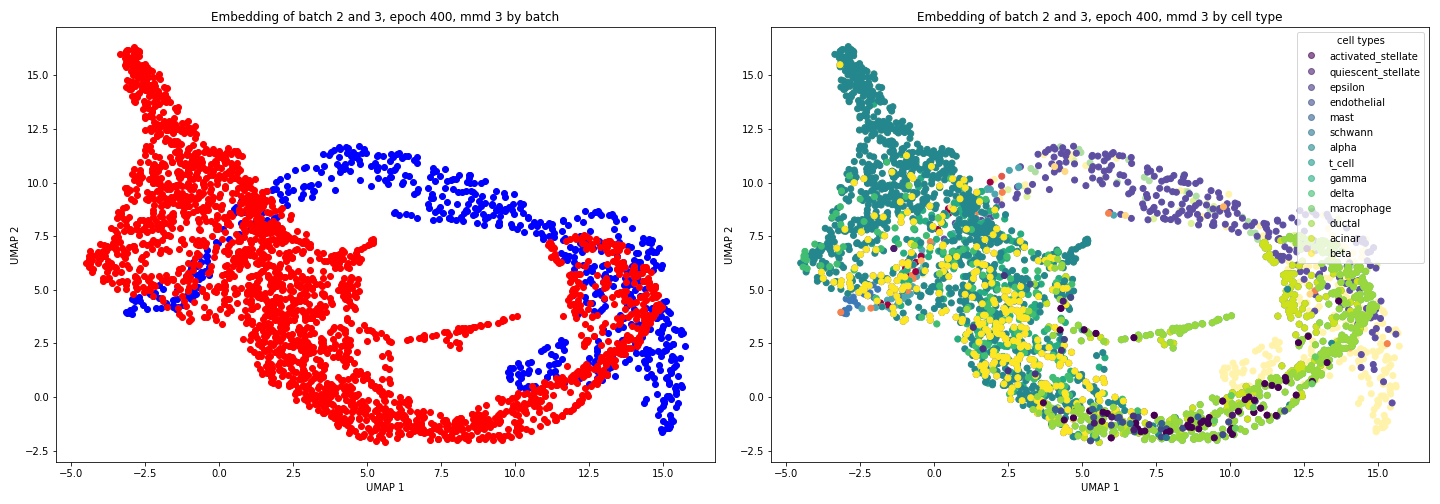 Embedding of batch 2 and 3, epoch 400, mmd 3 by batch
15.0
12.5
10.0
7.5
5.0
2.5
0.0
−2.5
UMAP 2
−5.0 −2.5 0.0 2.5 5.0 7.5 10.0 12.5 15.0
UMAP 1
Embedding of batch 2 and 3, epoch 400, mmd 3 by cell type
15.0
12.5
10.0
7.5
5.0
2.5
0.0
−2.5
UMAP 2
−5.0 −2.5 0.0 2.5 5.0 7.5 10.0 12.5 15.0
UMAP 1
cell types
activated_stellate
quiescent_stellate
epsilon
endothelial
mast
schwann
alpha
t_cell
gamma
delta
macrophage
ductal
acinar
beta